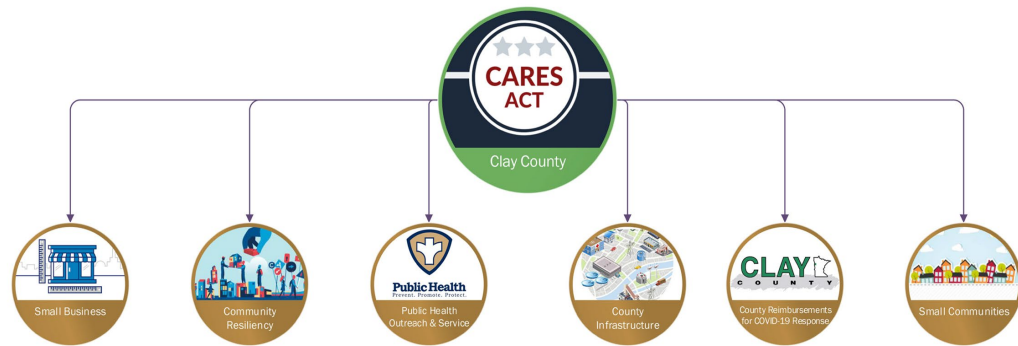 CARES
ACT
Clay County
Small Business
Community
Resiliency
Public Health
Prevent. Promote. Protect.
Public Health
Outreach & Service
County
Infrastructure
CLAY
COUNTY
County Reimbursements
for COVID-19 Response
Small Communities